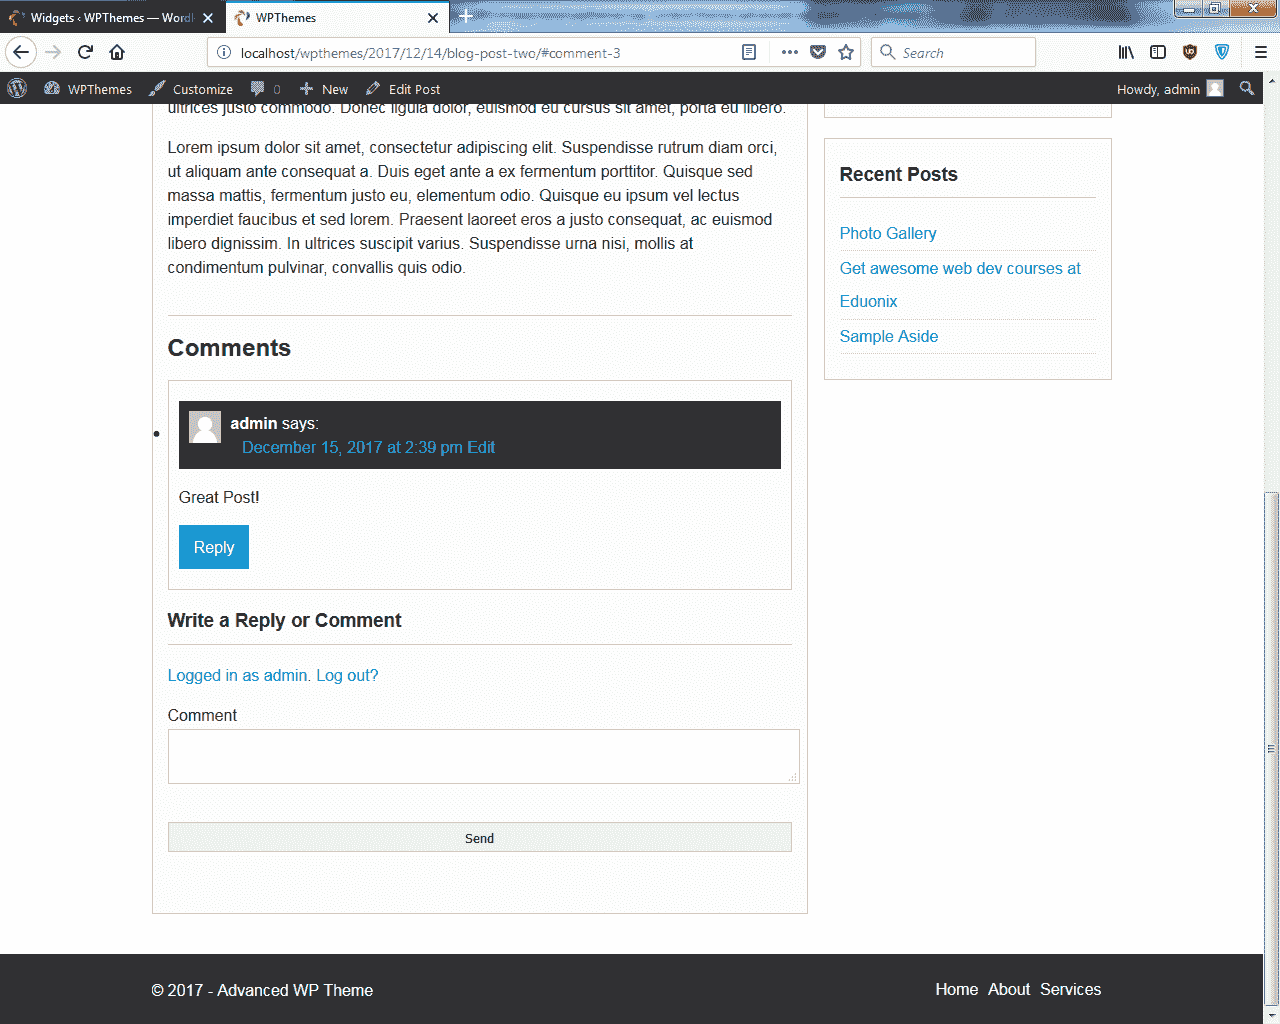 Widgets ‹ WPThemes — Word
WPThemes
localhost/wpthemes/2017/12/14/blog-post-two/#comment-3
Search
WPThemes
Customize
0
New
Edit Post
Howdy, admin
ultrices justo commodo. Donec ligula dolor, euismod eu cursus sit amet, porta eu libero.
Lorem ipsum dolor sit amet, consectetur adipiscing elit. Suspendisse rutrum diam orci,
ut aliquam ante consequat a. Duis eget ante a ex fermentum porttitor. Quisque sed
massa mattis, fermentum justo eu, elementum odio. Quisque eu ipsum vel lectus
imperdiet faucibus et sed lorem. Praesent laoreet eros a justo consequat, ac euismod
libero dignissim. In ultrices suscipit varius. Suspendisse urna nisi, mollis at
condimentum pulvinar, convallis quis odio.
Comments
admin says:
December 15, 2017 at 2:39 pm Edit
Great Post!
Reply
Write a Reply or Comment
Logged in as admin. Log out?
Comment
Send
Recent Posts
Photo Gallery
Get awesome web dev courses at
Eduonix
Sample Aside
© 2017 - Advanced WP Theme
Home About Services